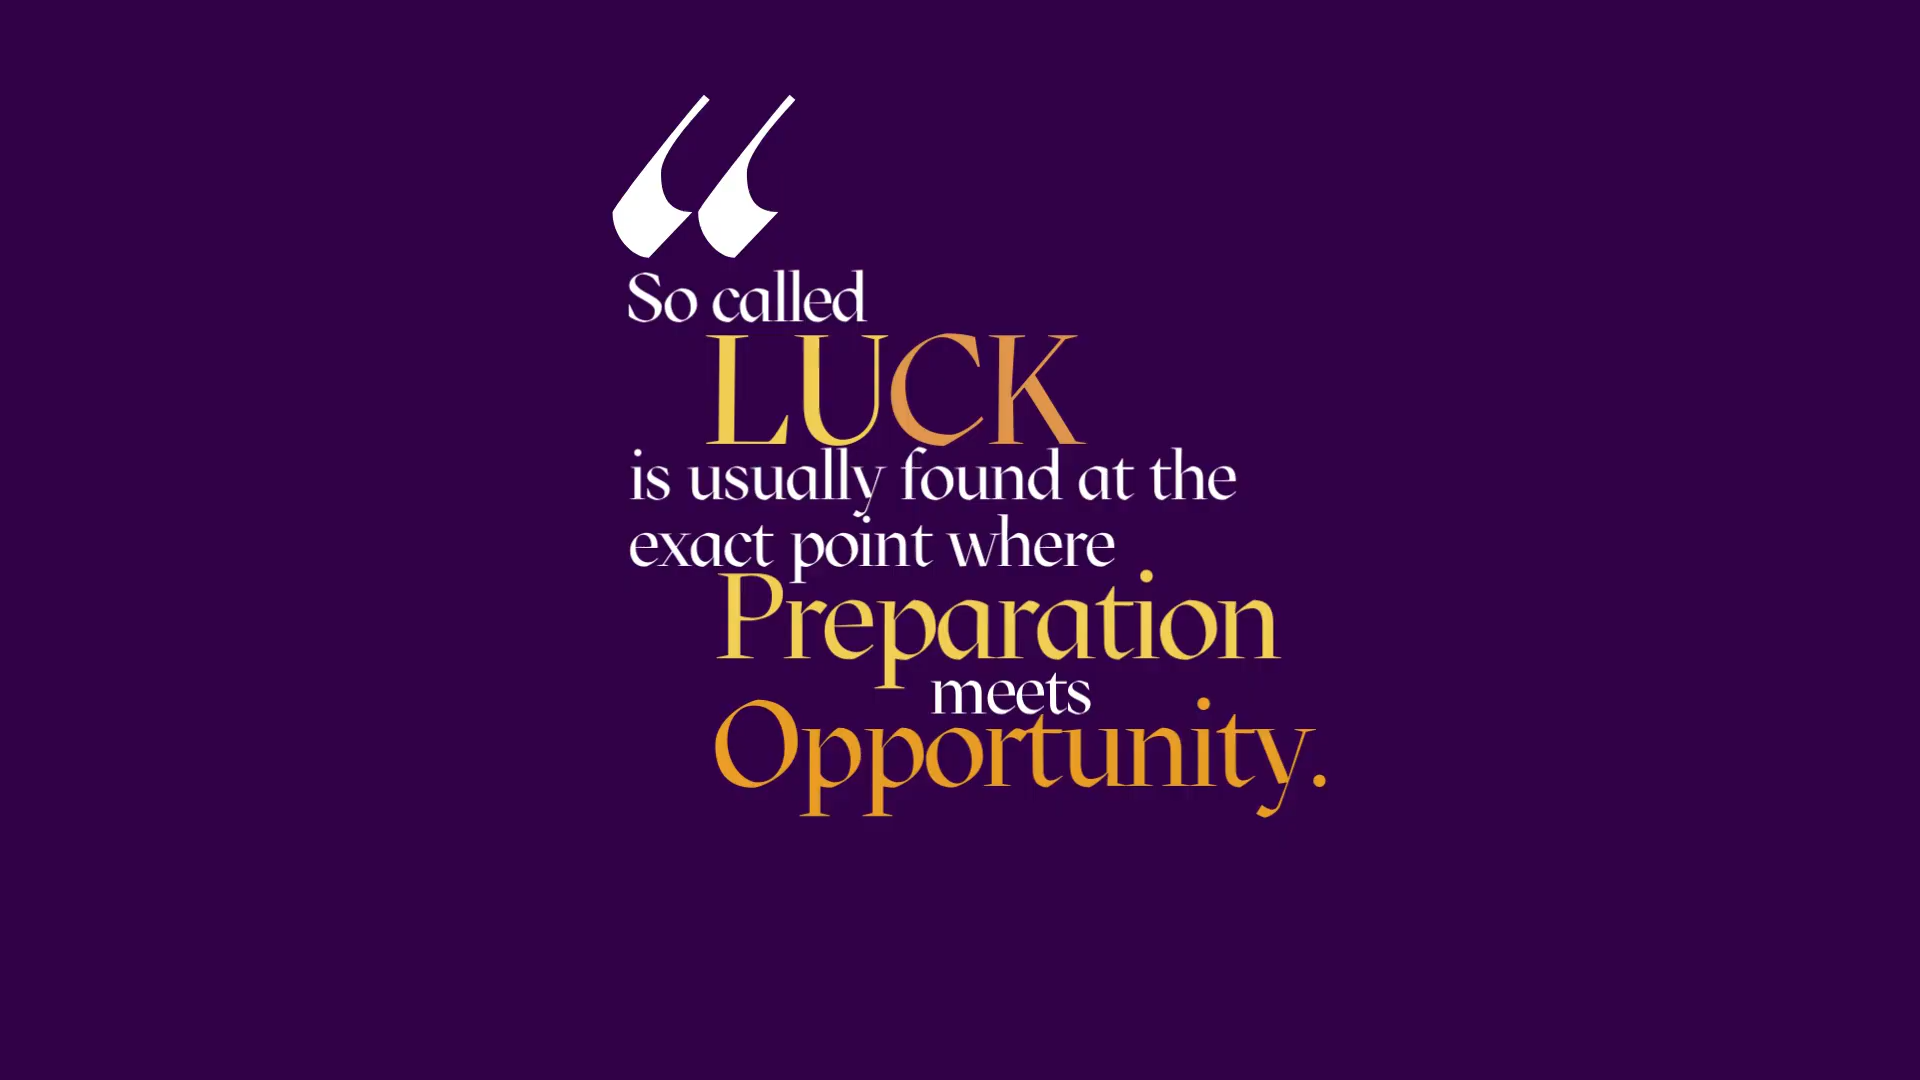 “
So called
LUCK
is usually found at the
exact point where
Preparation
meets
Opportunity.